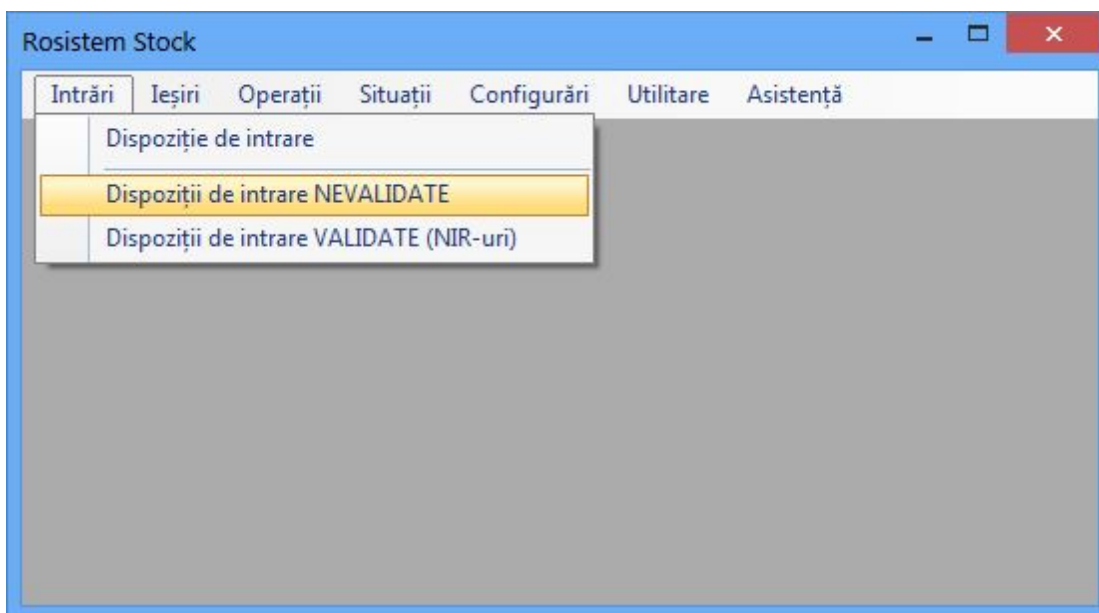 Rosistem Stock
Intrări Ieșiri Operații Situații Configurări Utilitare Asistență
Dispoziție de intrare
Dispoziții de intrare NEVALIDATE
Dispoziții de intrare VALIDATE (NIR-uri)